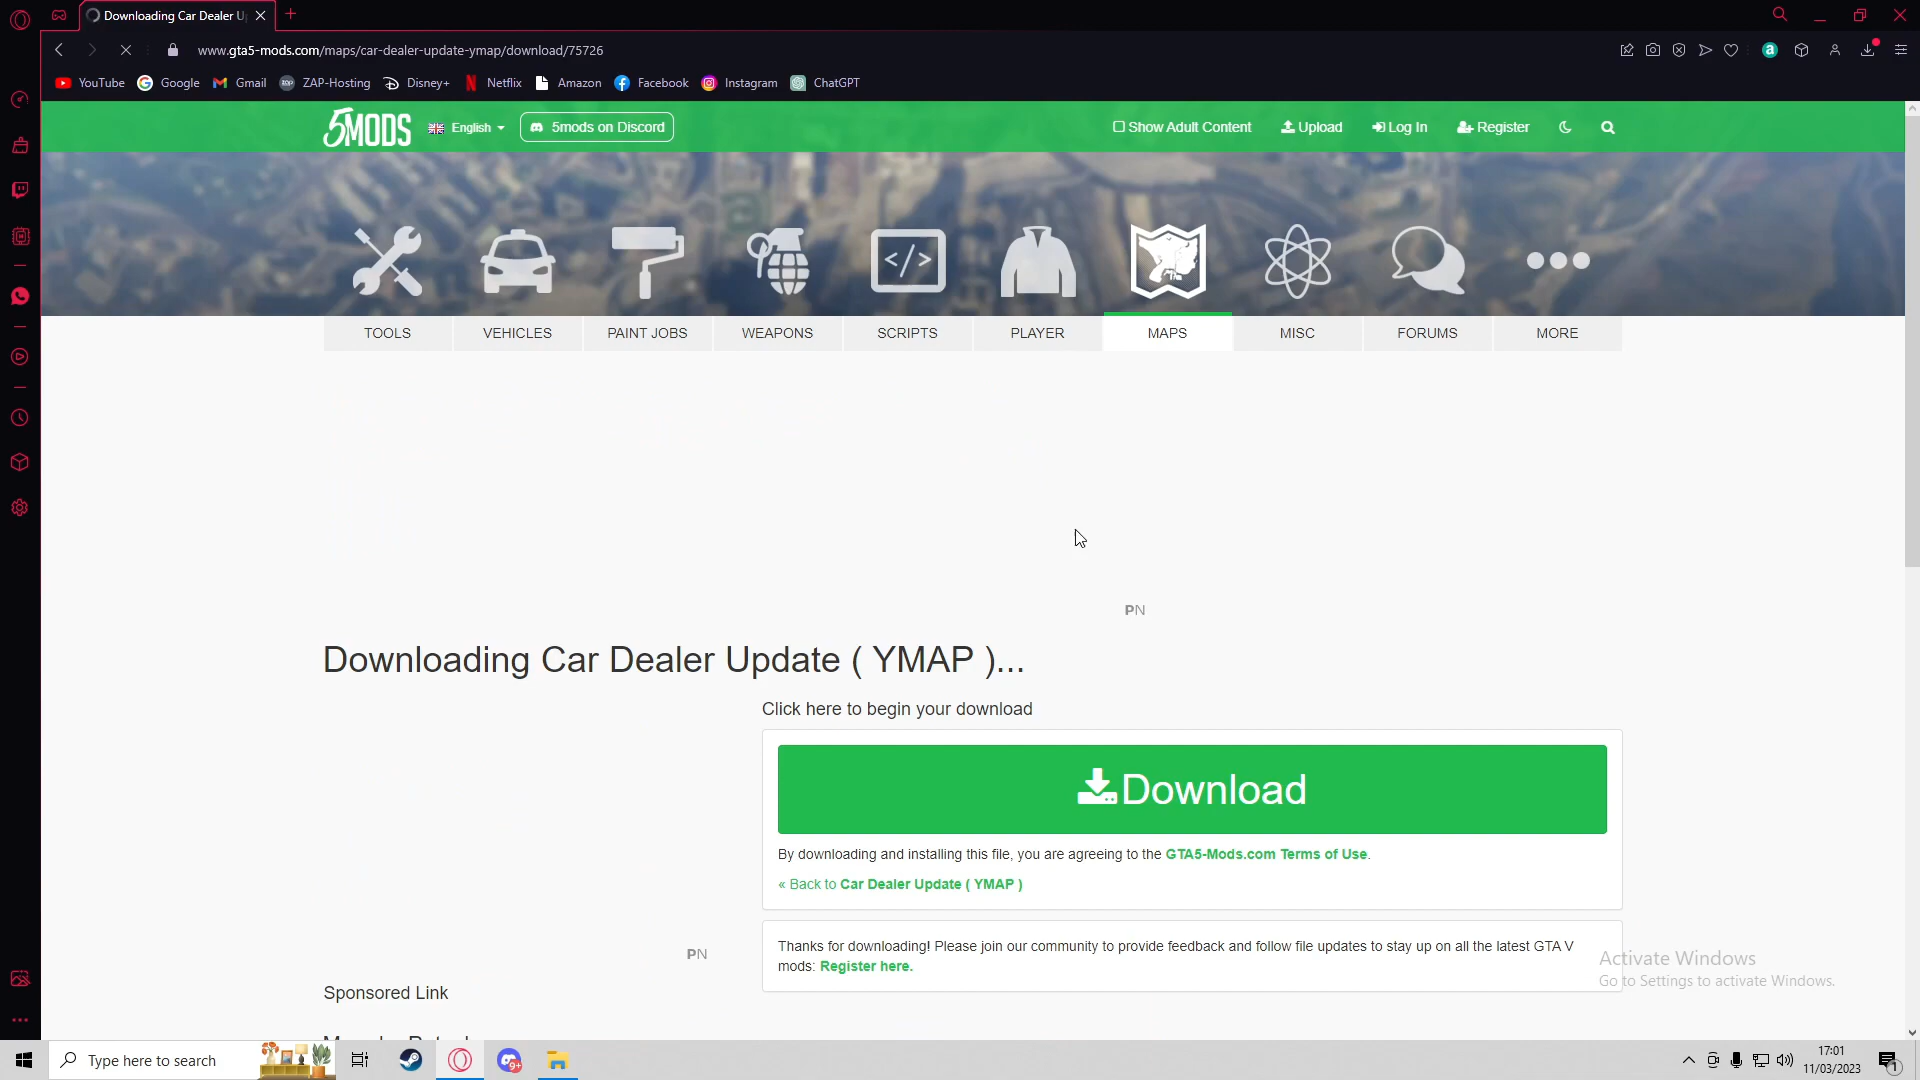 Downloading Car Dealer U
www.gta5-mods.com/maps/car-dealer-update-ymap/download/75726
YouTube Google Gmail ZAP-Hosting Disney+ Netflix Amazon Facebook Instagram ChatGPT
5MODS English 5mods on Discord Show Adult Content Upload Log In Register
TOOLS VEHICLES PAINT JOBS WEAPONS SCRIPTS PLAYER MAPS MISC FORUMS MORE
PN
Downloading Car Dealer Update ( YMAP )...
Click here to begin your download
Download
By downloading and installing this file, you are agreeing to the GTA5-Mods.com Terms of Use.
« Back to Car Dealer Update ( YMAP )
Thanks for downloading! Please join our community to provide feedback and follow file updates to stay up on all the latest GTA V
mods: Register here.
PN
Sponsored Link
Activate Windows
Go to Settings to activate Windows.
Type here to search
9+
17:01
11/03/2023
1